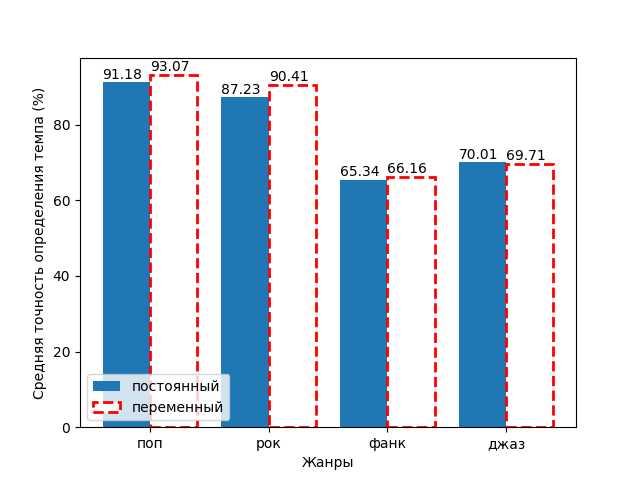 Средняя точность определения темпа (%)
80
60
40
20
0
91.18
93.07
87.23
90.41
65.34
66.16
70.01
69.71
постоянный
переменный
поп
рок
фанк
джаз
Жанры